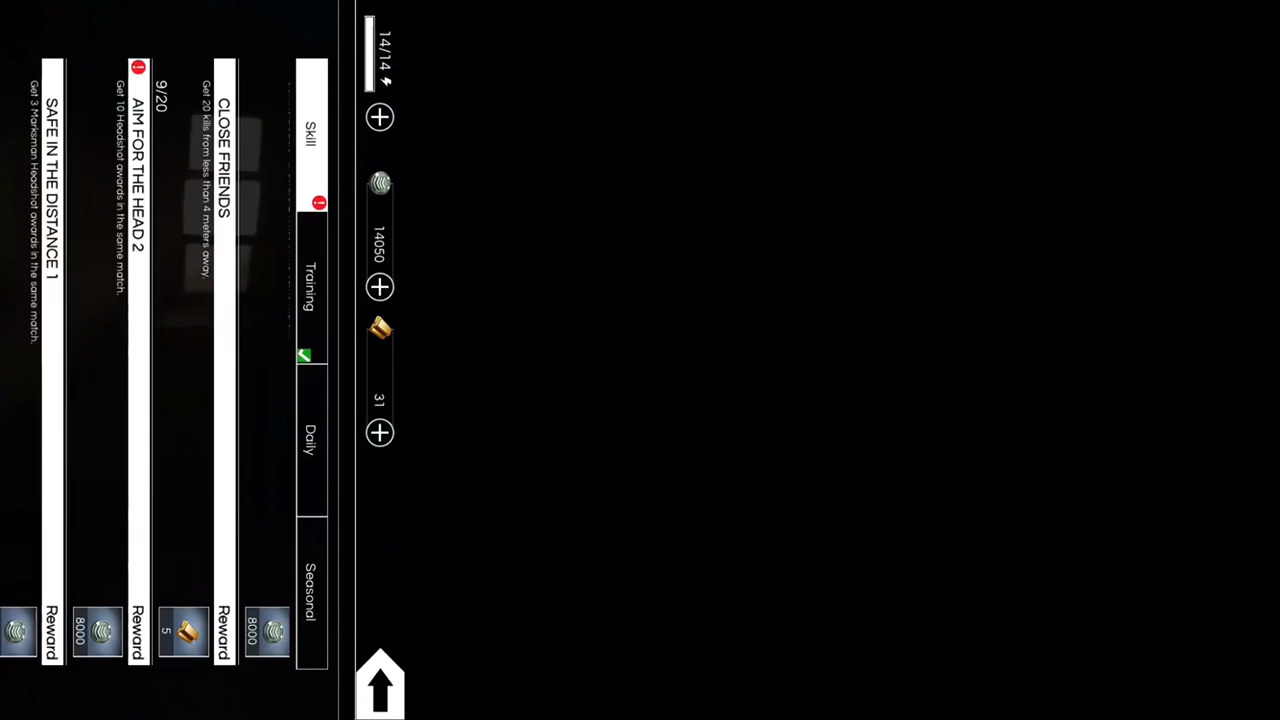 14/14
14050
31
Skill
Training
Daily
Seasonal
8000
CLOSE FRIENDS
Reward
Get 20 kills from less than 4 meters away.
5
9/20
AIM FOR THE HEAD 2
Reward
Get 10 Headshot awards in the same match.
8000
SAFE IN THE DISTANCE 1
Reward
Get 3 Marksman Headshot awards in the same match.